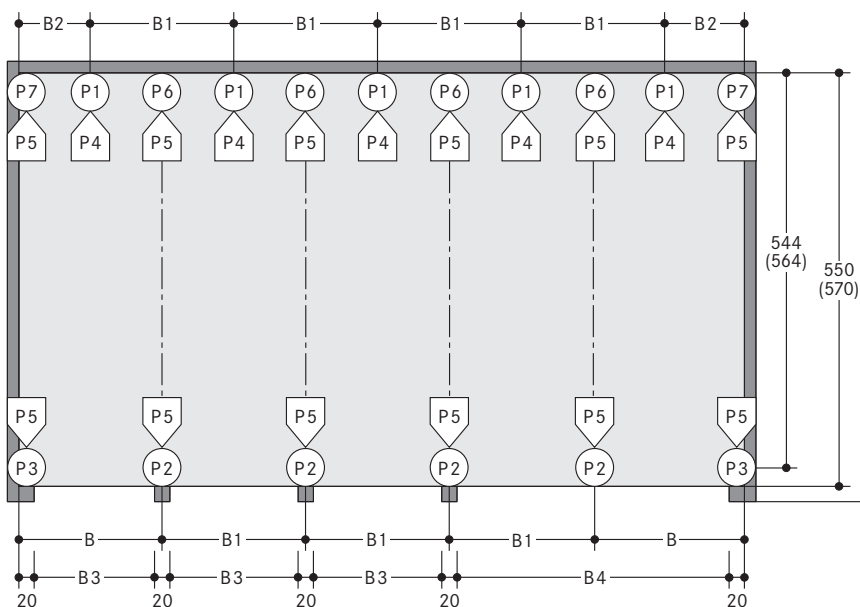 B2 B1 B1 B1 B1 B2
P7 P1 P6 P1 P6 P1 P6 P1 P6 P1 P7
P5 P4 P5 P4 P5 P4 P5 P4 P5 P4 P5
544
(564)
550
(570)
P5 P5 P5 P5 P5 P5
P3 P2 P2 P2 P2 P3
B B1 B1 B1 B
B3 B3 B3 B4
20 20 20 20 20